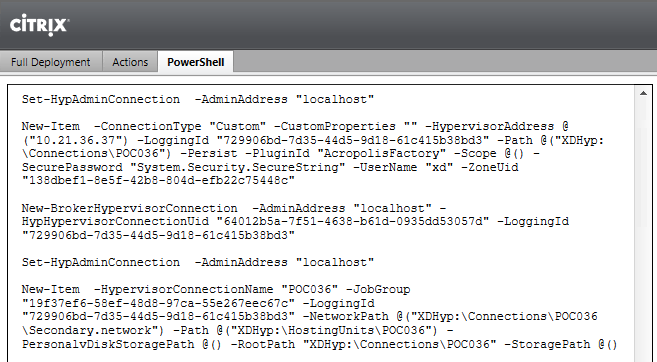 CITRIX
Full Deployment Actions PowerShell
Set-HypAdminConnection -AdminAddress "localhost"
New-Item -ConnectionType "Custom" -CustomProperties "" -HypervisorAddress @
("10.21.36.37") -LoggingId "729906bd-7d35-44d5-9d18-61c415b38bd3" -Path @("XDHyp:
\Connections\POC036") -Persist -PluginId "AcropolisFactory" -Scope @() -
SecurePassword "System.Security.SecureString" -UserName "xd" -ZoneUid
"138dbef1-8e5f-42b8-804d-efb22c75448c"
New-BrokerHypervisorConnection -AdminAddress "localhost" -
HypHypervisorConnectionUid "64012b5a-7f51-4638-b61d-0935dd53057d" -LoggingId
"729906bd-7d35-44d5-9d18-61c415b38bd3"
Set-HypAdminConnection -AdminAddress "localhost"
New-Item -HypervisorConnectionName "POC036" -JobGroup
"19f37ef6-58ef-48d8-97ca-55e267eec67c" -LoggingId
"729906bd-7d35-44d5-9d18-61c415b38bd3" -NetworkPath @("XDHyp:\Connections\POC036
\Secondary.network") -Path @("XDHyp:\HostingUnits\POC036") -
PersonalvDiskStoragePath @() -RootPath "XDHyp:\Connections\POC036" -StoragePath @()